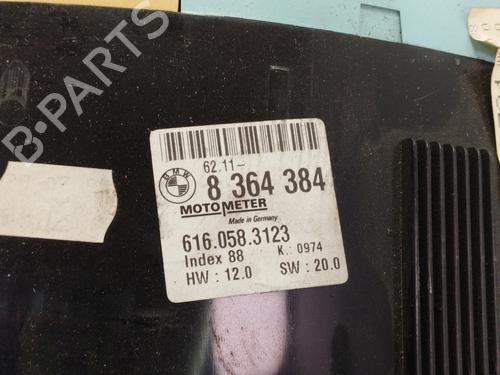 B-PARTS
62.11-
BMW
8 364 384
MOTOMETER
Made in Germany
616.058.3123
Index 88 K.: 0974
HW : 12.0 SW : 20.0